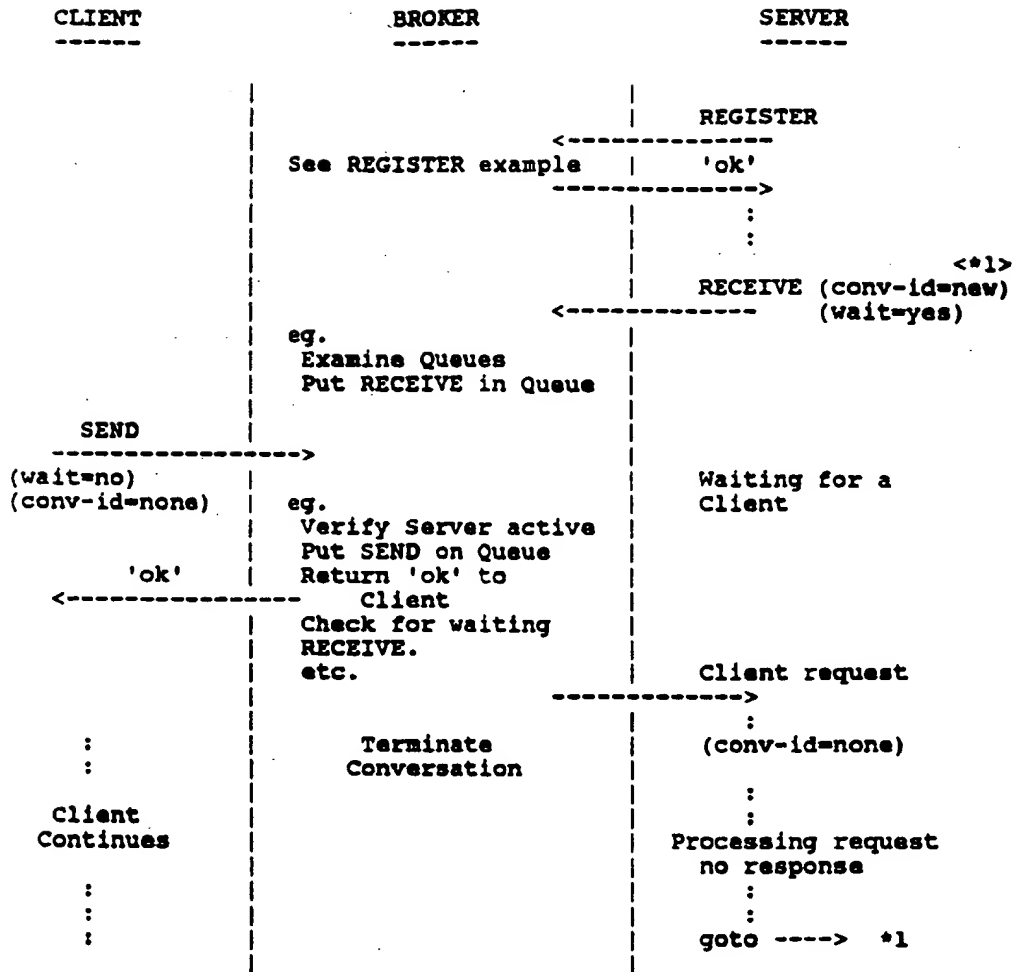 CLIENT BROKER SERVER
------ ------ ------
REGISTER
<--------------
See REGISTER example 'ok'
-------------->
:
:
<*1>
RECEIVE (conv-id=new)
<------------- (wait=yes)
eg.
Examine Queues
Put RECEIVE in Queue
SEND
----------------->
(wait=no) Waiting for a
(conv-id=none) eg. Client
Verify Server active
Put SEND on Queue
'ok' Return 'ok' to
<----------------- Client
Check for waiting
RECEIVE.
etc. Client request
------------->
:
: Terminate (conv-id=none)
: Conversation
:
Client :
Continues Processing request
no response
: :
: :
: goto ----> *1